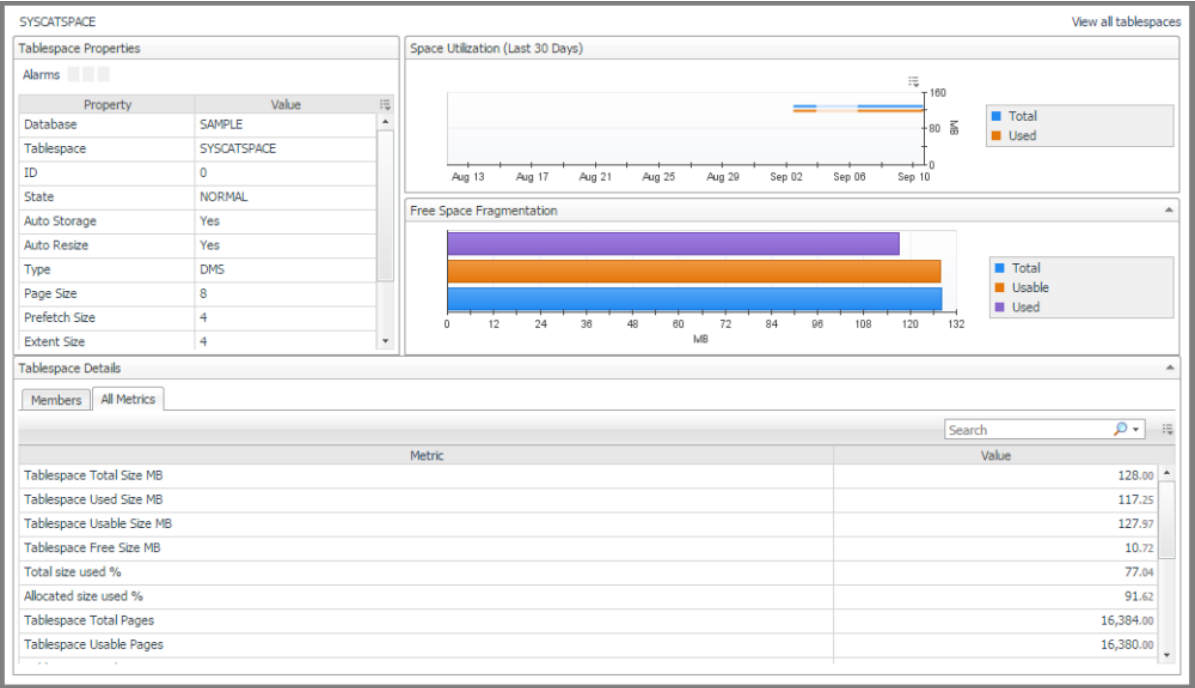 SYSCATSPACE View all tablespaces
Tablespace Properties
Alarms
Property Value
Database SAMPLE
Tablespace SYSCATSPACE
ID 0
State NORMAL
Auto Storage Yes
Auto Resize Yes
Type DMS
Page Size 8
Prefetch Size 4
Extent Size 4
Space Utilization (Last 30 Days)
160
80 MB
0
Aug 13 Aug 17 Aug 21 Aug 25 Aug 29 Sep 02 Sep 06 Sep 10
Total
Used
Free Space Fragmentation
0 12 24 36 48 60 72 84 96 108 120 132
MB
Total
Usable
Used
Tablespace Details
Members All Metrics
Search
Metric Value
Tablespace Total Size MB 128.00
Tablespace Used Size MB 117.25
Tablespace Usable Size MB 127.97
Tablespace Free Size MB 10.72
Total size used % 77.04
Allocated size used % 91.62
Tablespace Total Pages 16,384.00
Tablespace Usable Pages 16,380.00